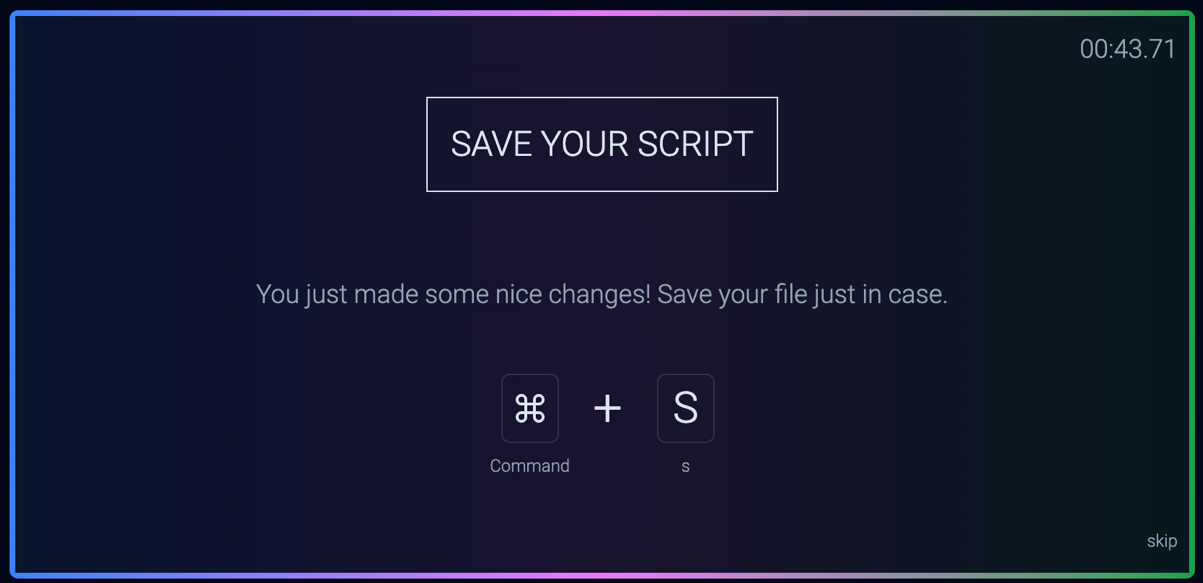 00:43.71
SAVE YOUR SCRIPT
You just made some nice changes! Save your file just in case.
⌘ + S
Command s
skip